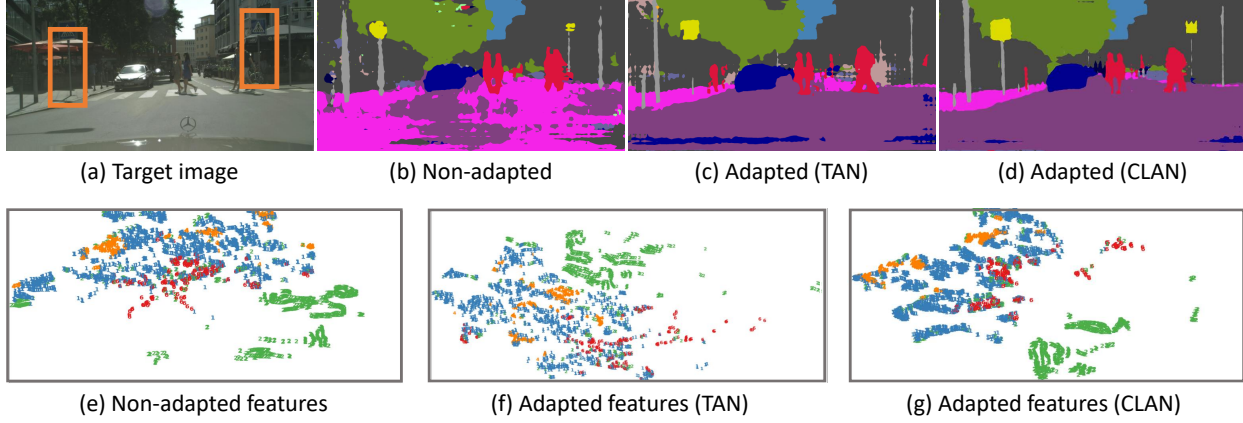 (a) Target image
(b) Non-adapted
(c) Adapted (TAN)
(d) Adapted (CLAN)
(e) Non-adapted features
(f) Adapted features (TAN)
(g) Adapted features (CLAN)